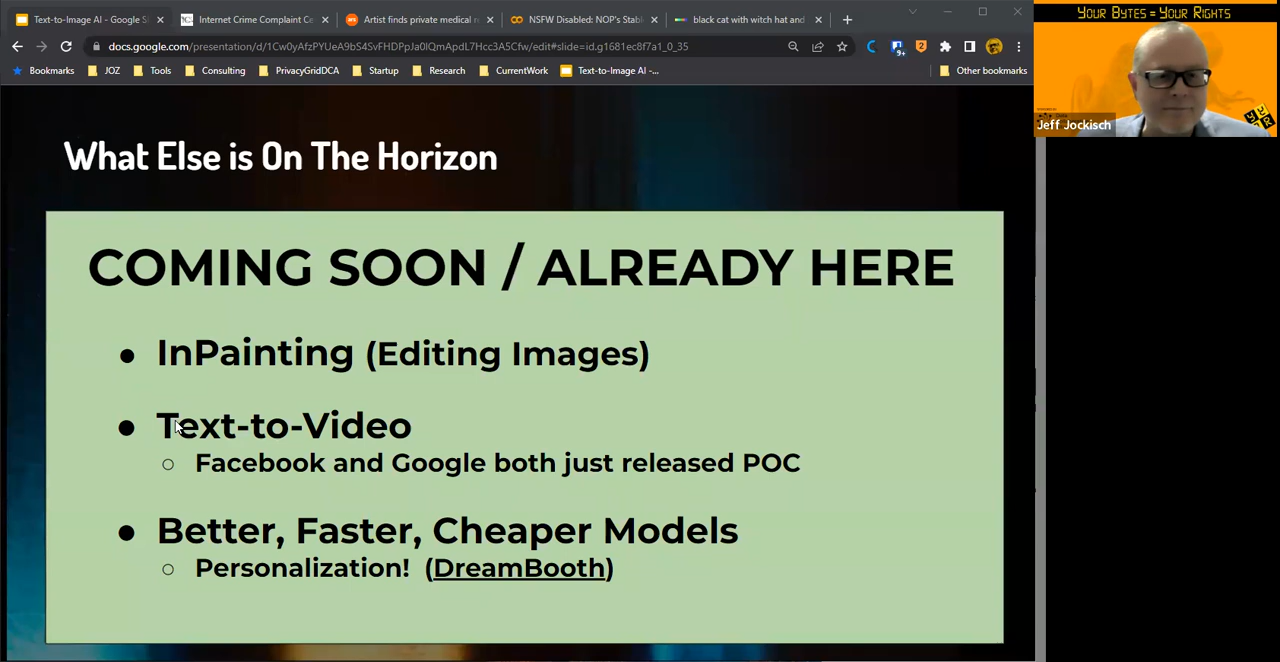 Text-to-Image AI - Google Sl
Internet Crime Complaint Ce
Artist finds private medical r
NSFW Disabled: NOP's Stabl
black cat with witch hat and
docs.google.com/presentation/d/1Cw0yAfzPYUeA9bS4SvFHDPpJa0lQmApdL7Hcc3A5Cfw/edit#slide=id.g1681ec8f7a1_0_35
9+
2
Bookmarks
JOZ
Tools
Consulting
PrivacyGridDCA
Startup
Research
CurrentWork
Text-to-Image AI -...
Other bookmarks
YOUR BYTES = YOUR RIGHTS
Jeff Jockisch
What Else is On The Horizon
COMING SOON / ALREADY HERE
● InPainting (Editing Images)
● Text-to-Video
○ Facebook and Google both just released POC
● Better, Faster, Cheaper Models
○ Personalization! (DreamBooth)